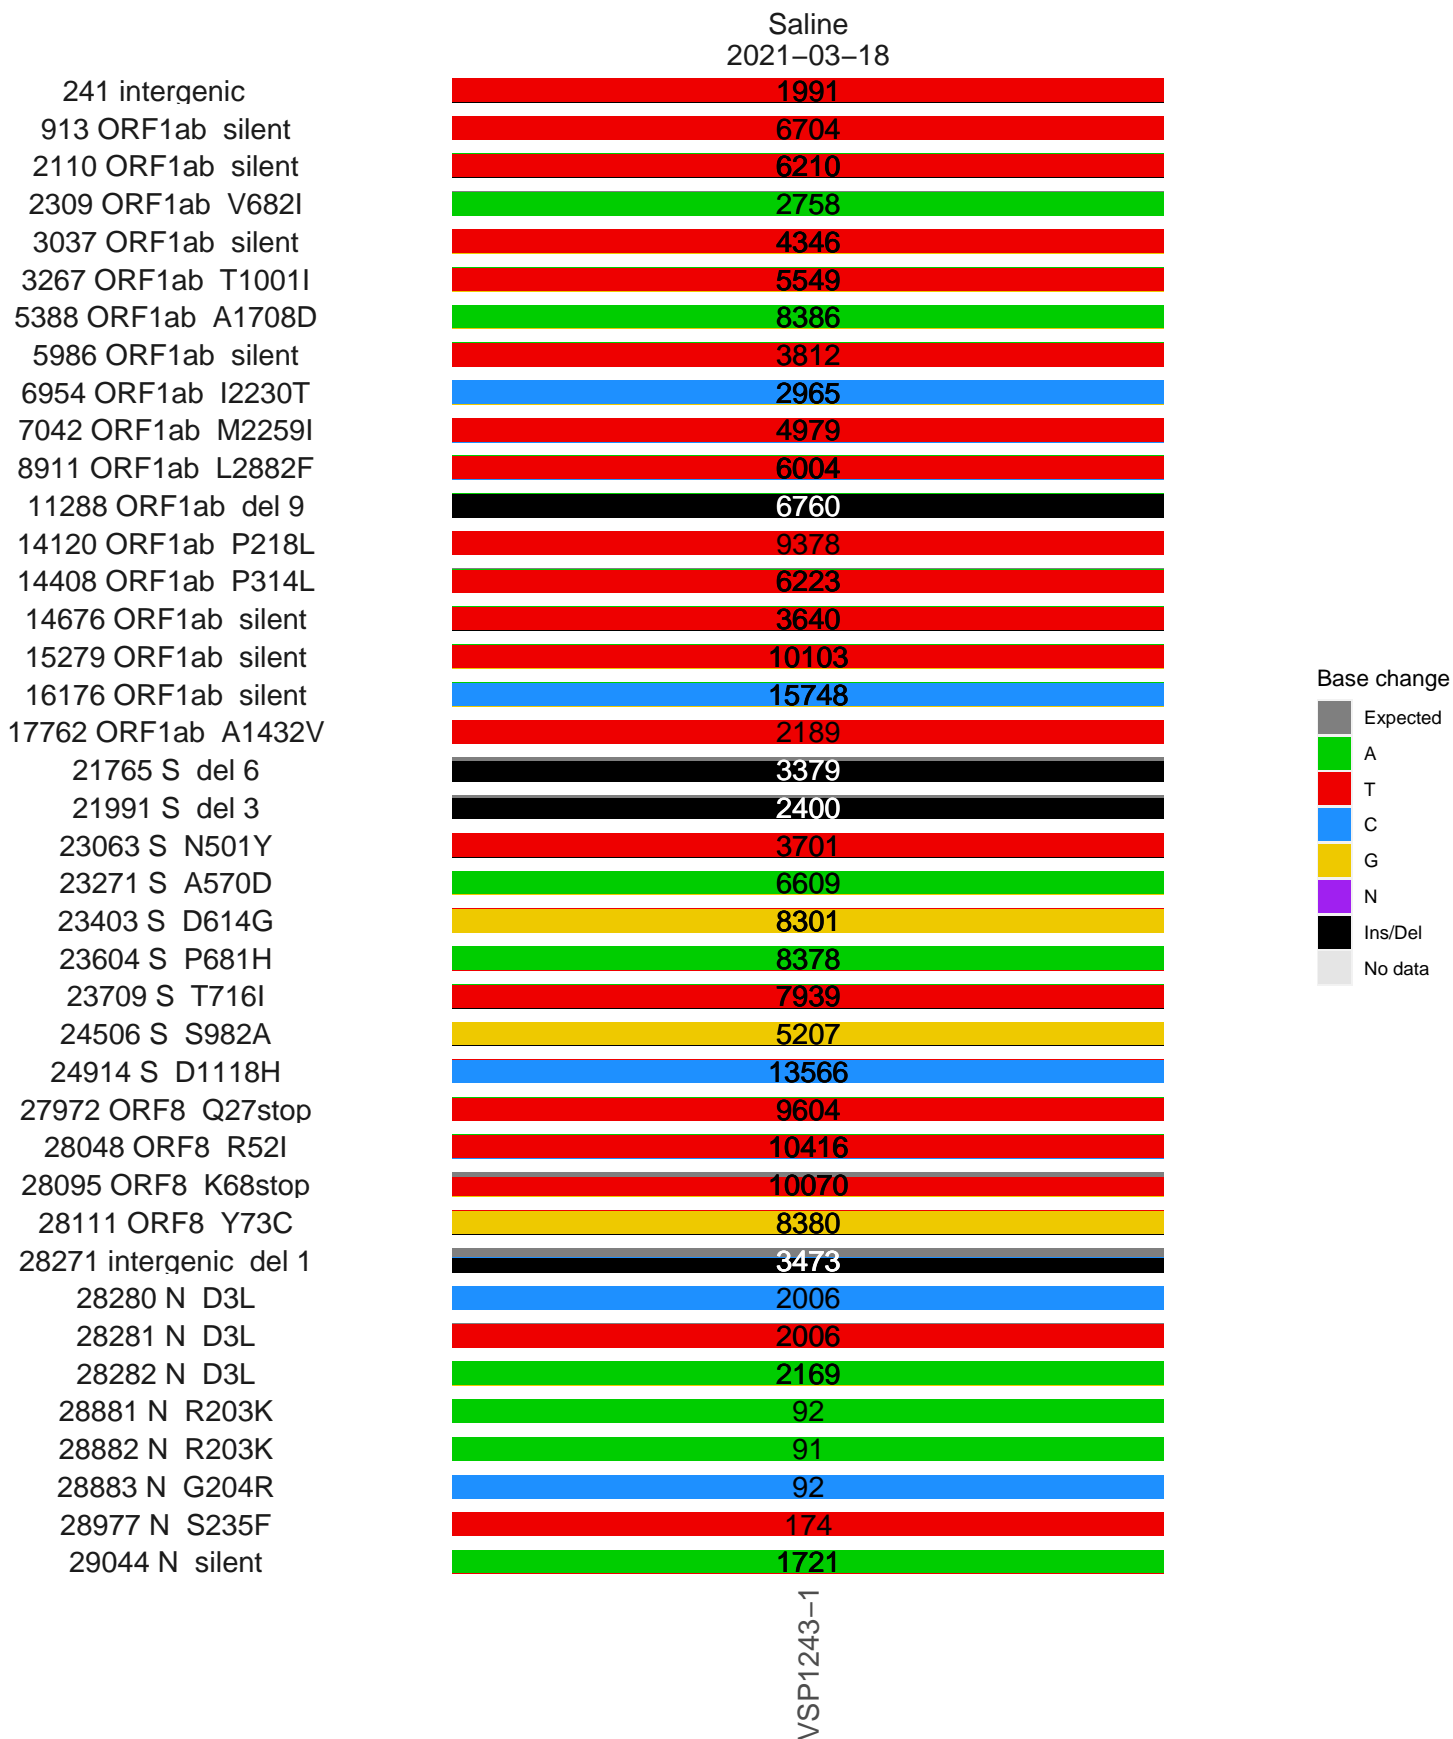 Saline
2021−03−18
241 intergenic 1991
913 ORF1ab silent 6704
2110 ORF1ab silent 6210
2309 ORF1ab V682I 2758
3037 ORF1ab silent 4346
3267 ORF1ab T1001I 5549
5388 ORF1ab A1708D 8386
5986 ORF1ab silent 3812
6954 ORF1ab I2230T 2965
7042 ORF1ab M2259I 4979
8911 ORF1ab L2882F 6004
11288 ORF1ab del 9 6760
14120 ORF1ab P218L 9378
14408 ORF1ab P314L 6223
14676 ORF1ab silent 3640
15279 ORF1ab silent 10103
16176 ORF1ab silent 15748
17762 ORF1ab A1432V 2189
21765 S del 6 3379
21991 S del 3 2400
23063 S N501Y 3701
23271 S A570D 6609
23403 S D614G 8301
23604 S P681H 8378
23709 S T716I 7939
24506 S S982A 5207
24914 S D1118H 13566
27972 ORF8 Q27stop 9604
28048 ORF8 R52I 10416
28095 ORF8 K68stop 10070
28111 ORF8 Y73C 8380
28271 intergenic del 1 3473
28280 N D3L 2006
28281 N D3L 2006
28282 N D3L 2169
28881 N R203K 92
28882 N R203K 91
28883 N G204R 92
28977 N S235F 174
29044 N silent 1721
VSP1243−1
Base change
Expected
A
T
C
G
N
Ins/Del
No data